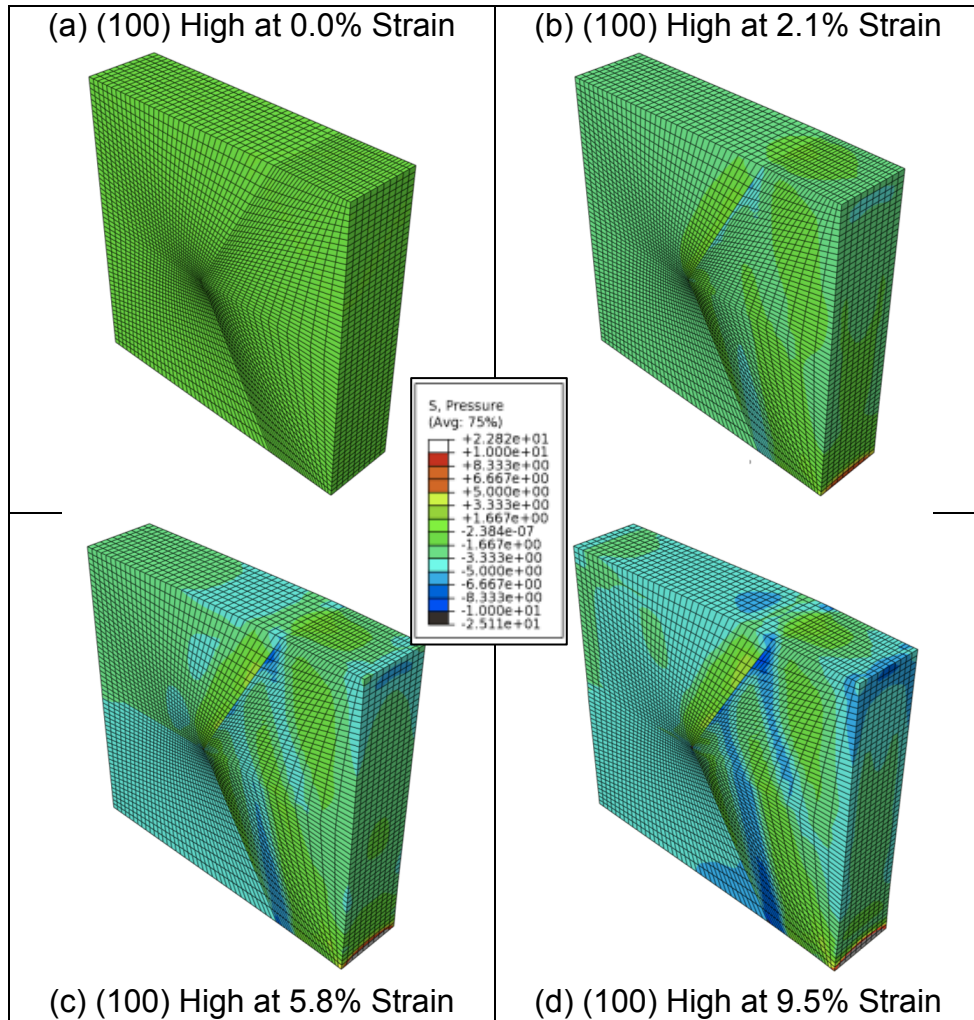 (a) (100) High at 0.0% Strain
(b) (100) High at 2.1% Strain
S, Pressure
(Avg: 75%)
+2.282e+01
+1.000e+01
+8.333e+00
+6.667e+00
+5.000e+00
+3.333e+00
+1.667e+00
-2.384e-07
-1.667e+00
-3.333e+00
-5.000e+00
-6.667e+00
-8.333e+00
-1.000e+01
-2.511e+01
(c) (100) High at 5.8% Strain
(d) (100) High at 9.5% Strain